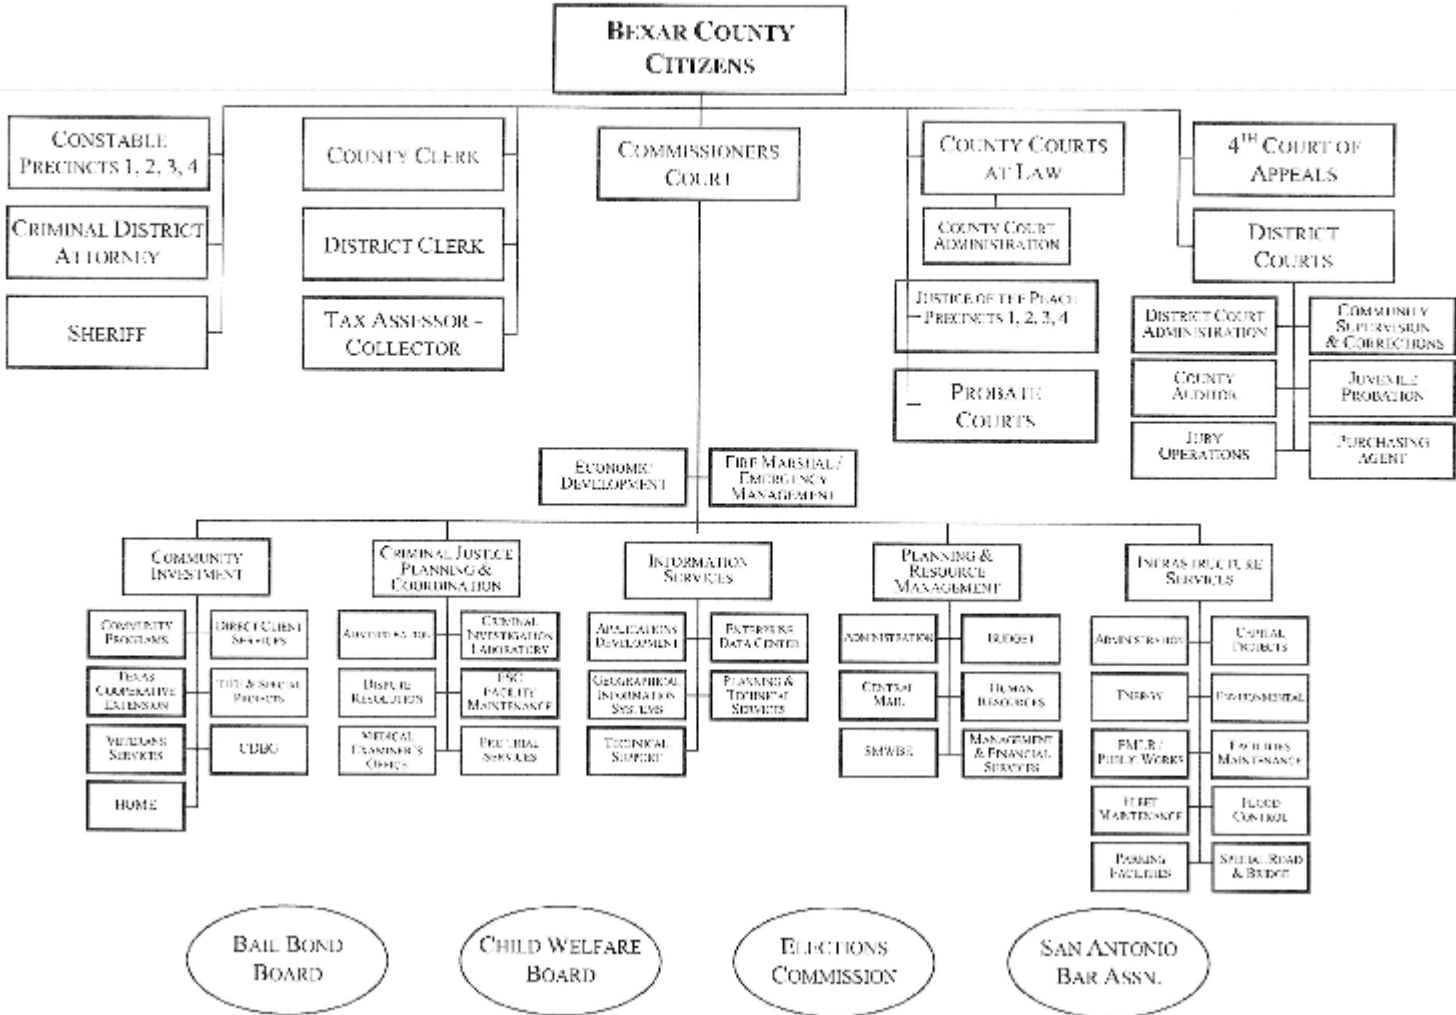 BEXAR COUNTY
CITIZENS
CONSTABLE
PRECINCTS 1, 2, 3, 4
CRIMINAL DISTRICT
ATTORNEY
SHERIFF
COUNTY CLERK
DISTRICT CLERK
TAX ASSESSOR –
COLLECTOR
COMMISSIONERS
COURT
COUNTY COURTS
AT LAW
COUNTY COURT
ADMINISTRATION
JUSTICE OF THE PEACE
PRECINCTS 1, 2, 3, 4
PROBATE
COURTS
4TH COURT OF
APPEALS
DISTRICT
COURTS
DISTRICT COURT
ADMINISTRATION
COMMUNITY
SUPERVISION
& CORRECTIONS
COUNTY
AUDITOR
JUVENILE
PROBATION
JURY
OPERATIONS
PURCHASING
AGENT
ECONOMIC
DEVELOPMENT
FIRE MARSHAL /
EMERGENCY
MANAGEMENT
COMMUNITY
INVESTMENT
COMMUNITY
PROGRAMS
DIRECT CLIENT
SERVICES
TEXAS
COOPERATIVE
EXTENSION
& SPECIAL
PROJECTS
VETERANS
SERVICES
CDBG
HOME
CRIMINAL JUSTICE
PLANNING &
COORDINATION
ADMINISTRATION
CRIMINAL
INVESTIGATION
LABORATORY
DISPUTE
RESOLUTION
FACILITY
MAINTENANCE
MEDICAL
EXAMINER'S
OFFICE
PRETRIAL
SERVICES
INFORMATION
SERVICES
APPLICATIONS
DEVELOPMENT
ENTERPRISE
DATA CENTER
GEOGRAPHICAL
INFORMATION
SYSTEMS
PLANNING &
TECHNICAL
SERVICES
TECHNICAL
SUPPORT
PLANNING &
RESOURCE
MANAGEMENT
ADMINISTRATION
BUDGET
CENTRAL
MAIL
HUMAN
RESOURCES
SMWBE
MANAGEMENT
& FINANCIAL
SERVICES
INFRASTRUCTURE
SERVICES
ADMINISTRATION
CAPITAL
PROJECTS
ENERGY
ENVIRONMENTAL
PUBLIC WORKS
FACILITIES
MAINTENANCE
FLEET
MAINTENANCE
FLOOD
CONTROL
PARKING
FACILITIES
SPECIAL ROAD
& BRIDGE
BAIL BOND
BOARD
CHILD WELFARE
BOARD
ELECTIONS
COMMISSION
SAN ANTONIO
BAR ASSN.